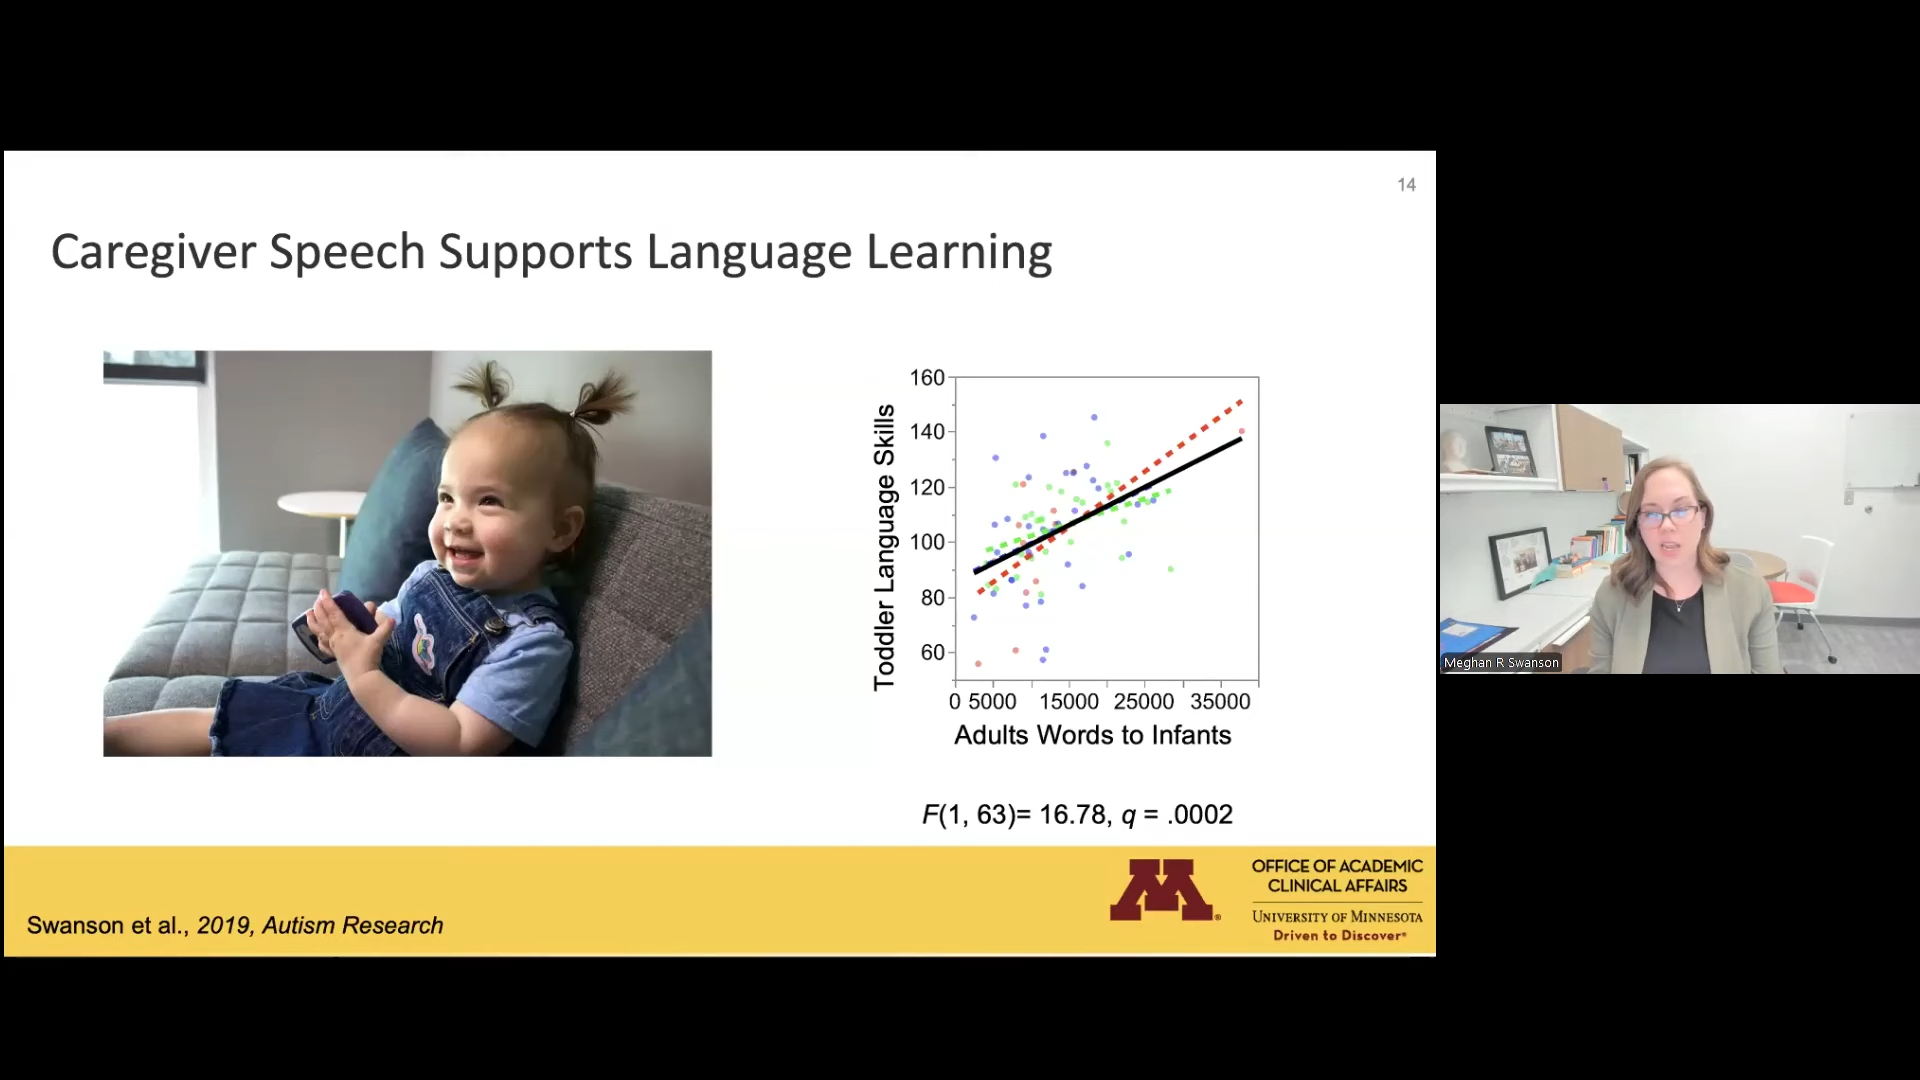 14
Caregiver Speech Supports Language Learning
Toddler Language Skills
160
140
120
100
80
60
0 5000 15000 25000 35000
Adults Words to Infants
F(1, 63)= 16.78, q = .0002
Swanson et al., 2019, Autism Research
M®
OFFICE OF ACADEMIC
CLINICAL AFFAIRS
UNIVERSITY OF MINNESOTA
Driven to Discover®
Meghan R Swanson